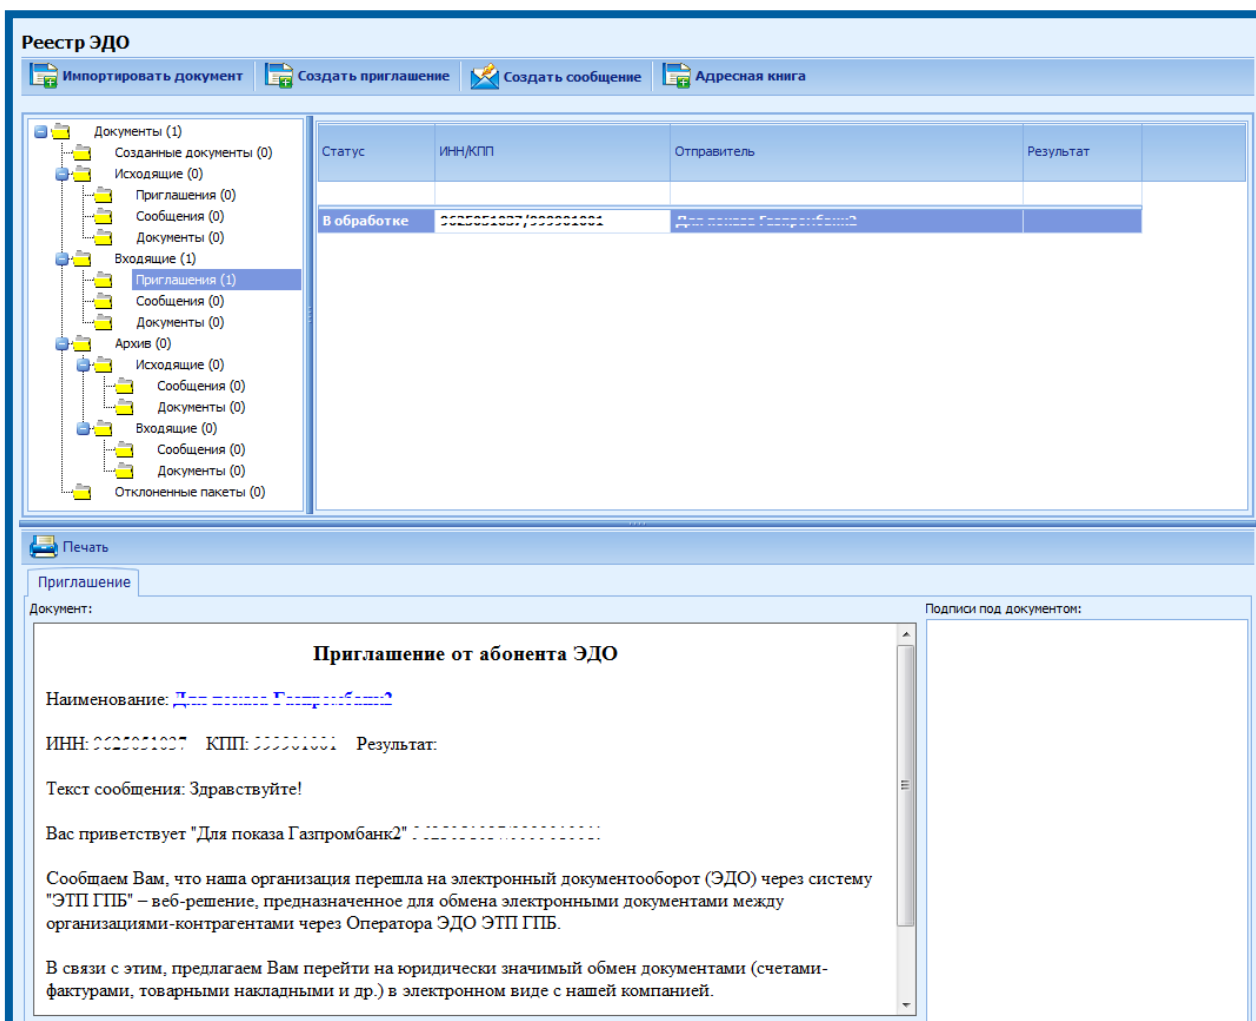 Реестр ЭДО
Импортировать документ Создать приглашение Создать сообщение Адресная книга
Документы (1)
Созданные документы (0)
Исходящие (0)
Приглашения (0)
Сообщения (0)
Документы (0)
Входящие (1)
Приглашения (1)
Сообщения (0)
Документы (0)
Архив (0)
Исходящие (0)
Сообщения (0)
Документы (0)
Входящие (0)
Сообщения (0)
Документы (0)
Отклоненные пакеты (0)
Статус ИНН/КПП Отправитель Результат
В обработке
Печать
Приглашение
Документ:
Приглашение от абонента ЭДО
Наименование:
ИНН: КПП: Результат:
Текст сообщения: Здравствуйте!
Вас приветствует "Для показа Газпромбанк2"
Сообщаем Вам, что наша организация перешла на электронный документооборот (ЭДО) через систему
"ЭТП ГПБ" – веб-решение, предназначенное для обмена электронными документами между
организациями-контрагентами через Оператора ЭДО ЭТП ГПБ.
В связи с этим, предлагаем Вам перейти на юридически значимый обмен документами (счетами-
фактурами, товарными накладными и др.) в электронном виде с нашей компанией.
Подписи под документом: